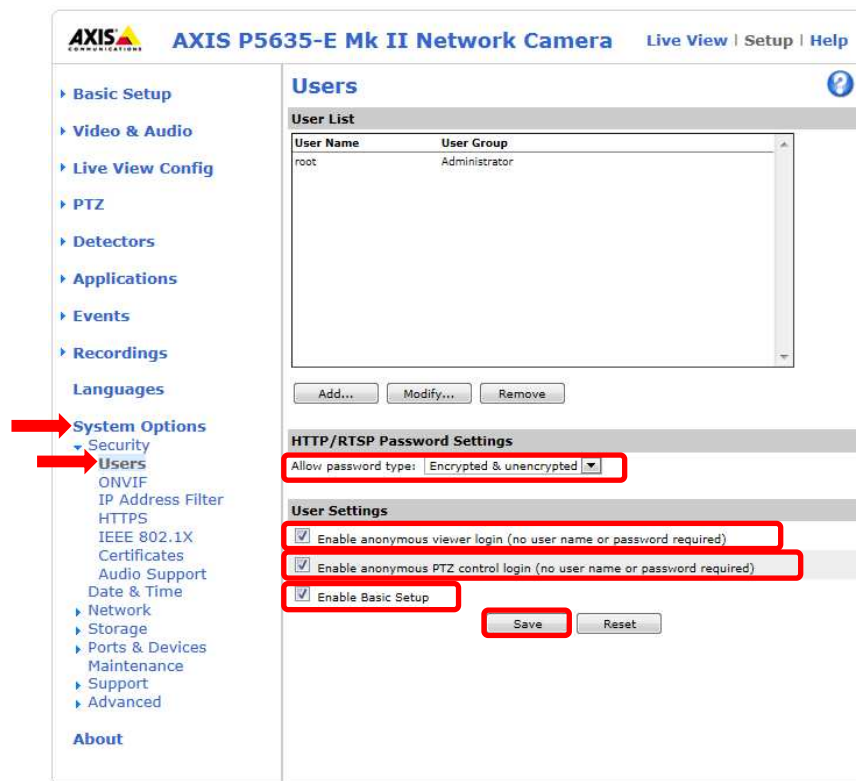 AXIS
COMMUNICATIONS
AXIS P5635-E Mk II Network Camera
Live View | Setup | Help
Basic Setup
Video & Audio
Live View Config
PTZ
Detectors
Applications
Events
Recordings
Languages
System Options
Security
Users
ONVIF
IP Address Filter
HTTPS
IEEE 802.1X
Certificates
Audio Support
Date & Time
Network
Storage
Ports & Devices
Maintenance
Support
Advanced
About
Users
?
User List
User Name User Group
root Administrator
Add... Modify... Remove
HTTP/RTSP Password Settings
Allow password type: Encrypted & unencrypted
User Settings
Enable anonymous viewer login (no user name or password required)
Enable anonymous PTZ control login (no user name or password required)
Enable Basic Setup
Save Reset